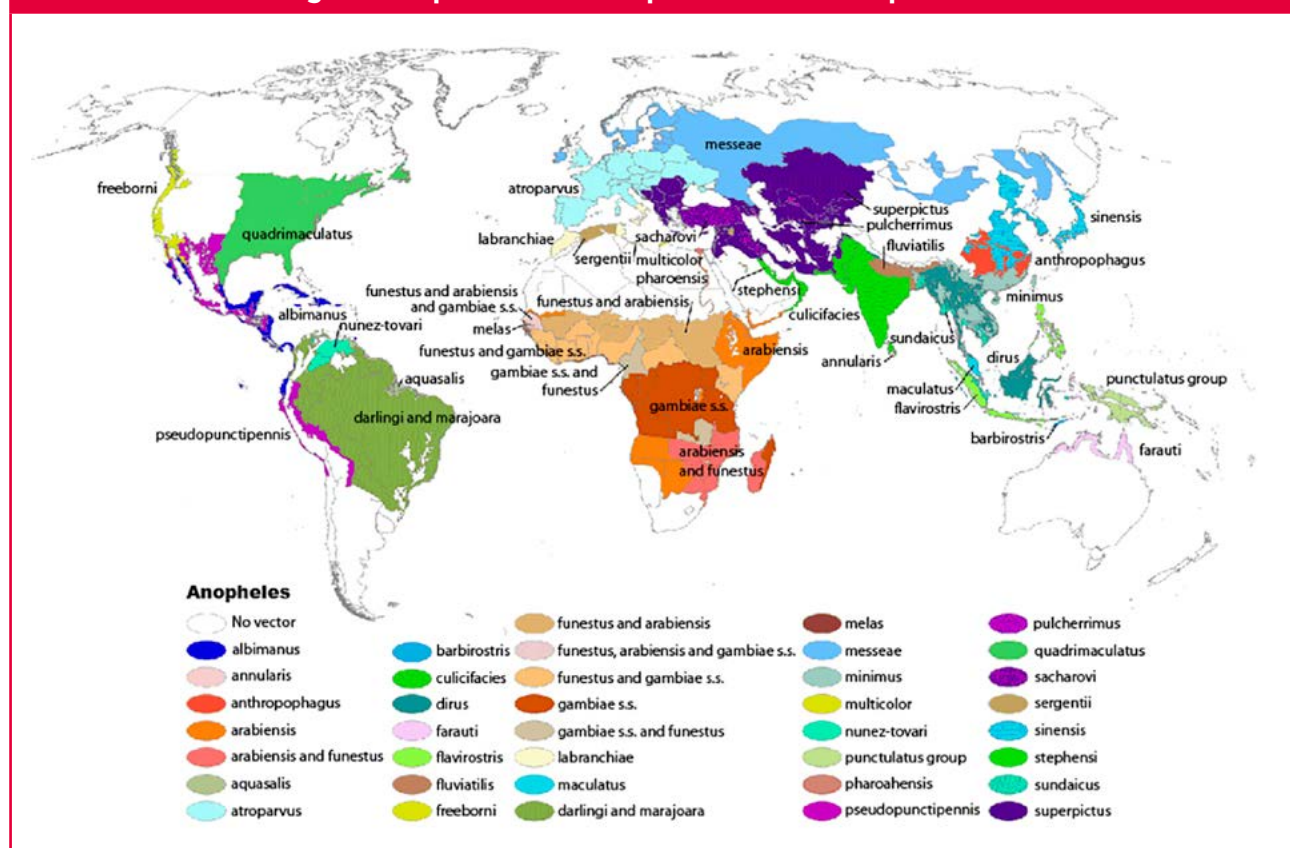 freeborni
quadrimaculatus
albimanus
nunez-tovari
aquasalis
darlingi and marajoara
pseudopunctipennis
messeae
atroparvus
labranchiae
sergentii
sacharovi
multicolor
pharoensis
superpictus
pulcherrimus
fluviatilis
sinensis
anthropophagus
minimus
stephensi
culicifacies
funestus and arabiensis
and gambiae s.s.
funestus and arabiensis
melas
funestus and gambiae s.s.
gambiae s.s. and
funestus
arabiensis
gambiae s.s.
arabiensis
and funestus
annularis
sundaicus
dirus
maculatus
flavirostris
barbirostris
punctulatus group
farauti
Anopheles
No vector
albimanus
annularis
anthropophagus
arabiensis
arabiensis and funestus
aquasalis
atroparvus
barbirostris
culicifacies
dirus
farauti
flavirostris
fluviatilis
freeborni
funestus and arabiensis
funestus, arabiensis and gambiae s.s.
funestus and gambiae s.s.
gambiae s.s.
gambiae s.s. and funestus
labranchiae
maculatus
darlingi and marajoara
melas
messeae
minimus
multicolor
nunez-tovari
punctulatus group
pharoahensis
pseudopunctipennis
pulcherrimus
quadrimaculatus
sacharovi
sergentii
sinensis
stephensi
sundaicus
superpictus